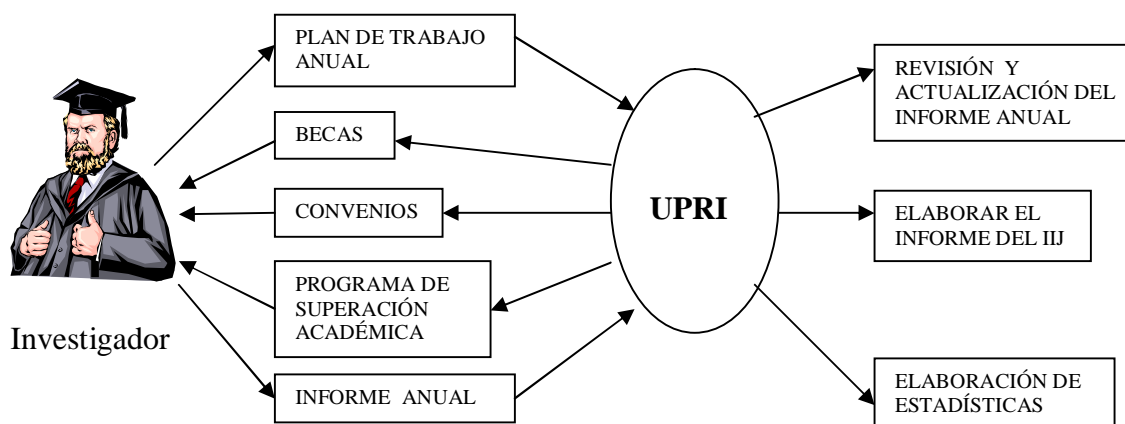 PLAN DE TRABAJO
ANUAL
BECAS
CONVENIOS
PROGRAMA DE
SUPERACIÓN
ACADÉMICA
INFORME ANUAL
Investigador
UPRI
REVISIÓN Y
ACTUALIZACIÓN DEL
INFORME ANUAL
ELABORAR EL
INFORME DEL IIJ
ELABORACIÓN DE
ESTADÍSTICAS